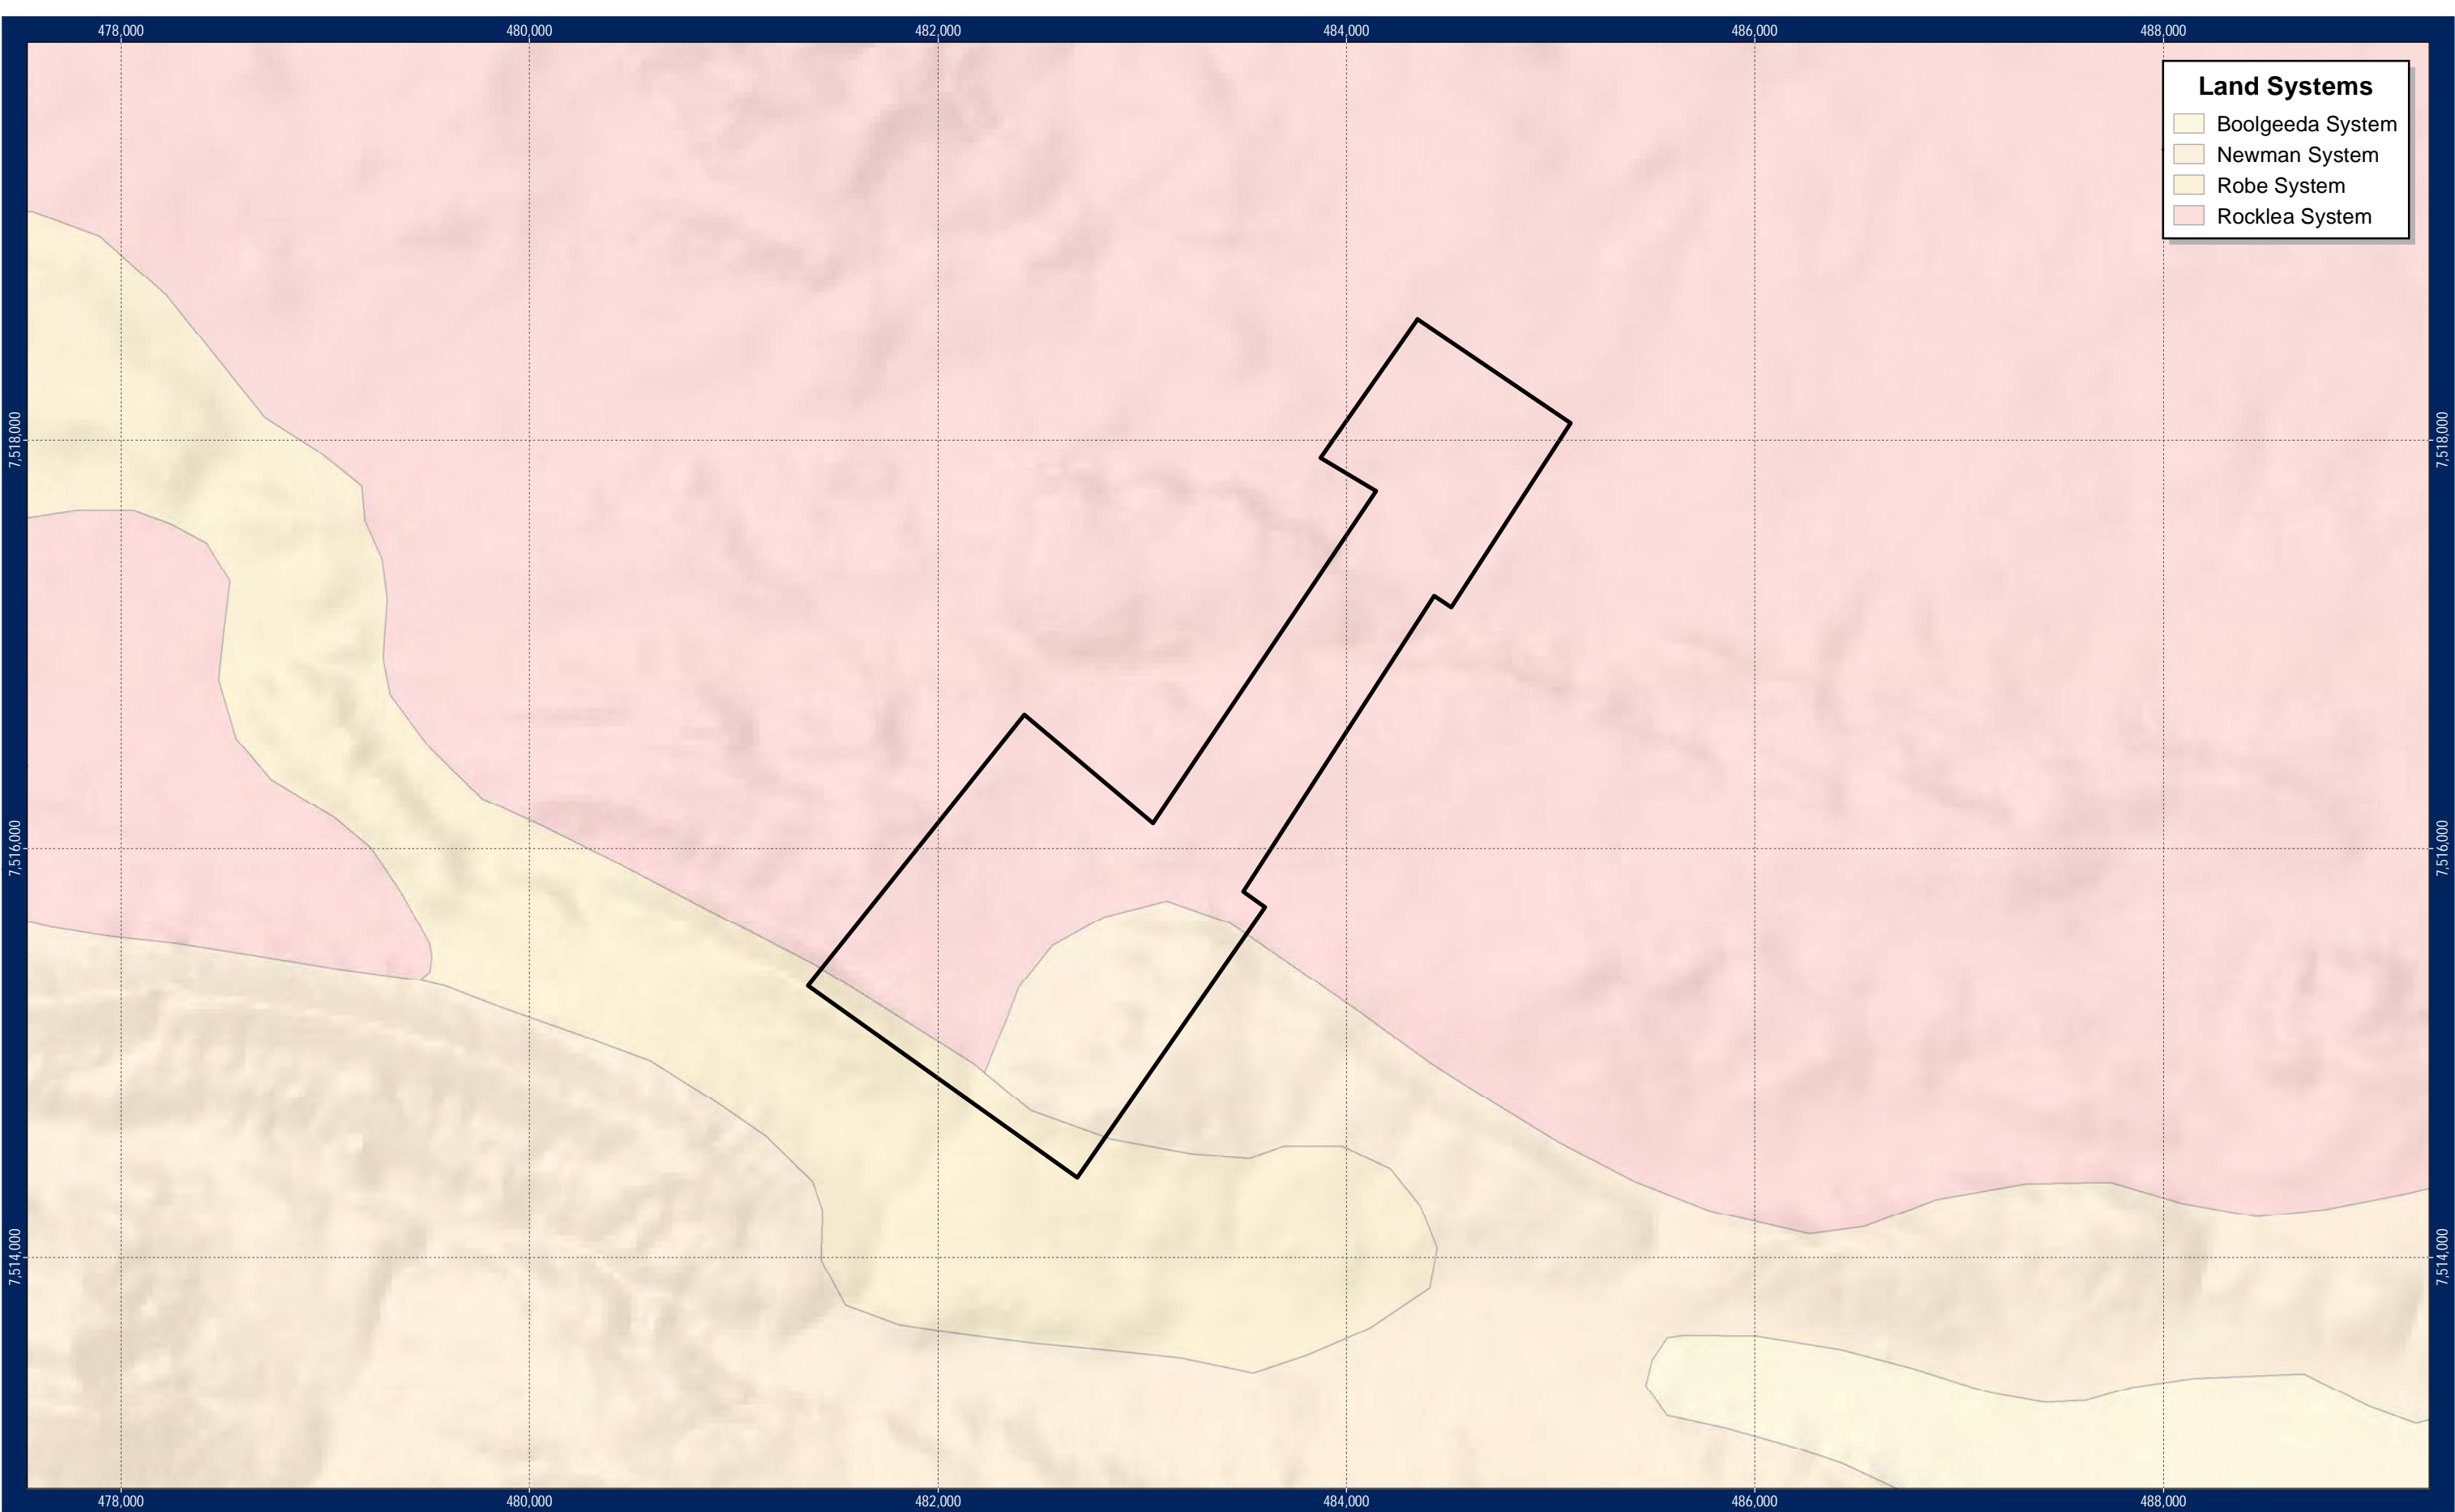 478,000 480,000 482,000 484,000 486,000 488,000
Land Systems
Boolgeeda System
Newman System
Robe System
Rocklea System
7,518,000 7,518,000
7,516,000 7,516,000
7,514,000 7,514,000
478,000 480,000 482,000 484,000 486,000 488,000